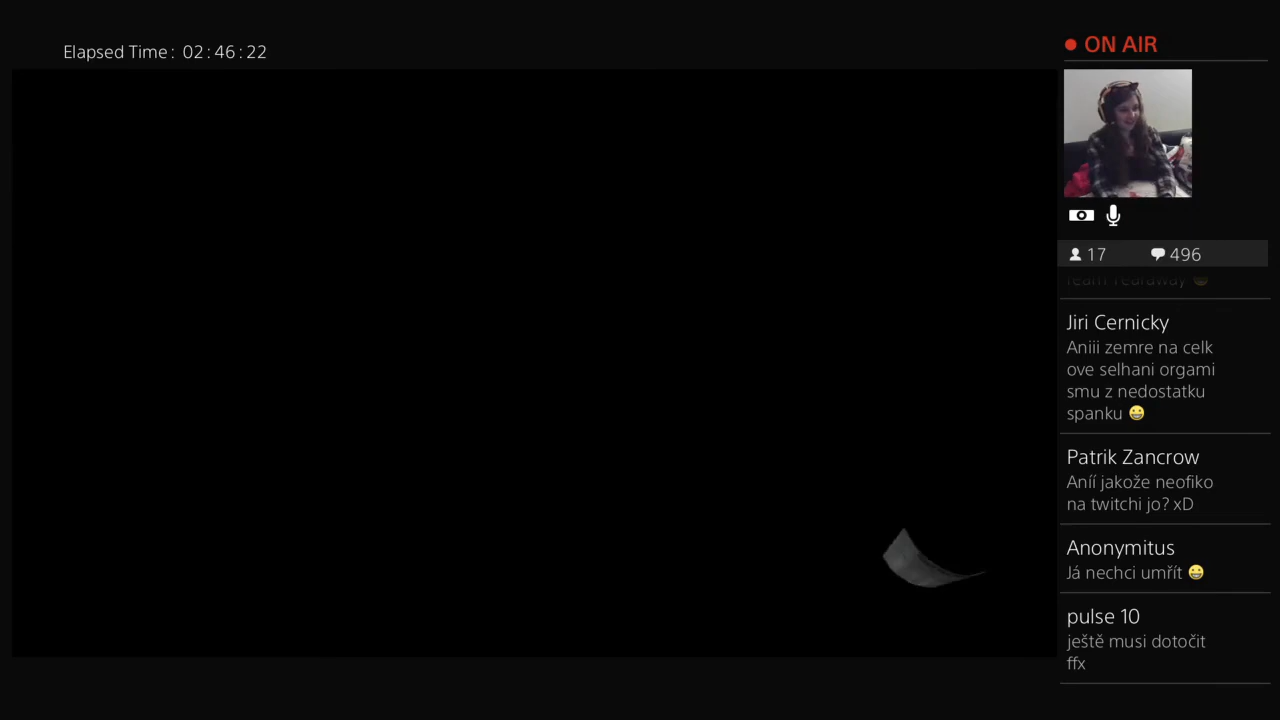 Elapsed Time: 02:46:22
ON AIR
17 496
Team Tearaway 😀
Jiri Cernicky
Aniii zemre na celk
ove selhani orgami
smu z nedostatku
spanku 😀
Patrik Zancrow
Aníí jakože neofiko
na twitchi jo? xD
Anonymitus
Já nechci umřít 😀
pulse 10
ještě musi dotočit
ffx